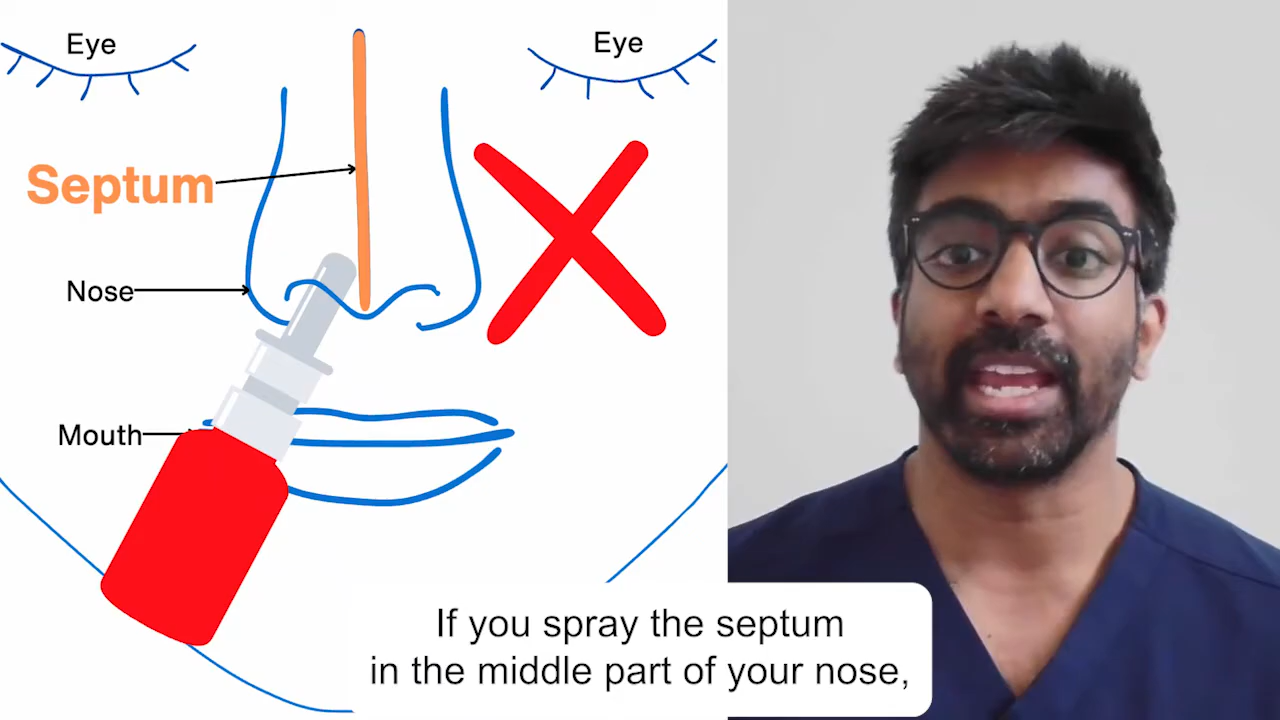 Eye
Eye
Septum
Nose
Mouth
If you spray the septum
in the middle part of your nose,